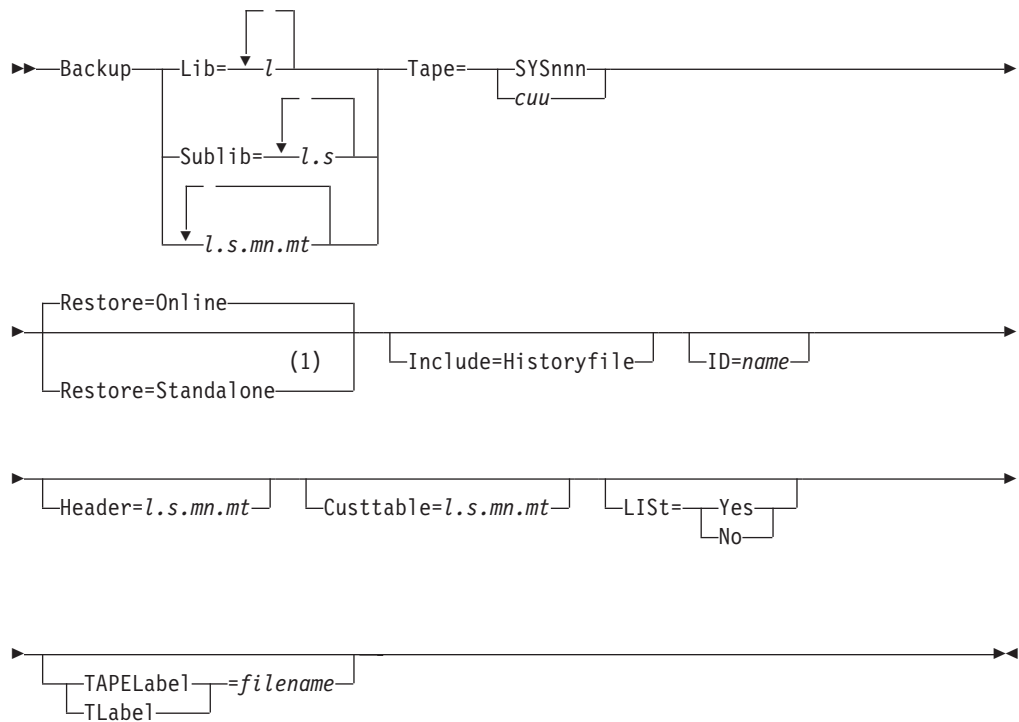 Backup Lib= l Tape= SYSnnn
cuu
Sublib= l.s
l.s.mn.mt
Restore=Online
(1) Include=Historyfile ID=name
Restore=Standalone
Header=l.s.mn.mt Custtable=l.s.mn.mt LISt= Yes
No
TAPELabel =filename
TLabel